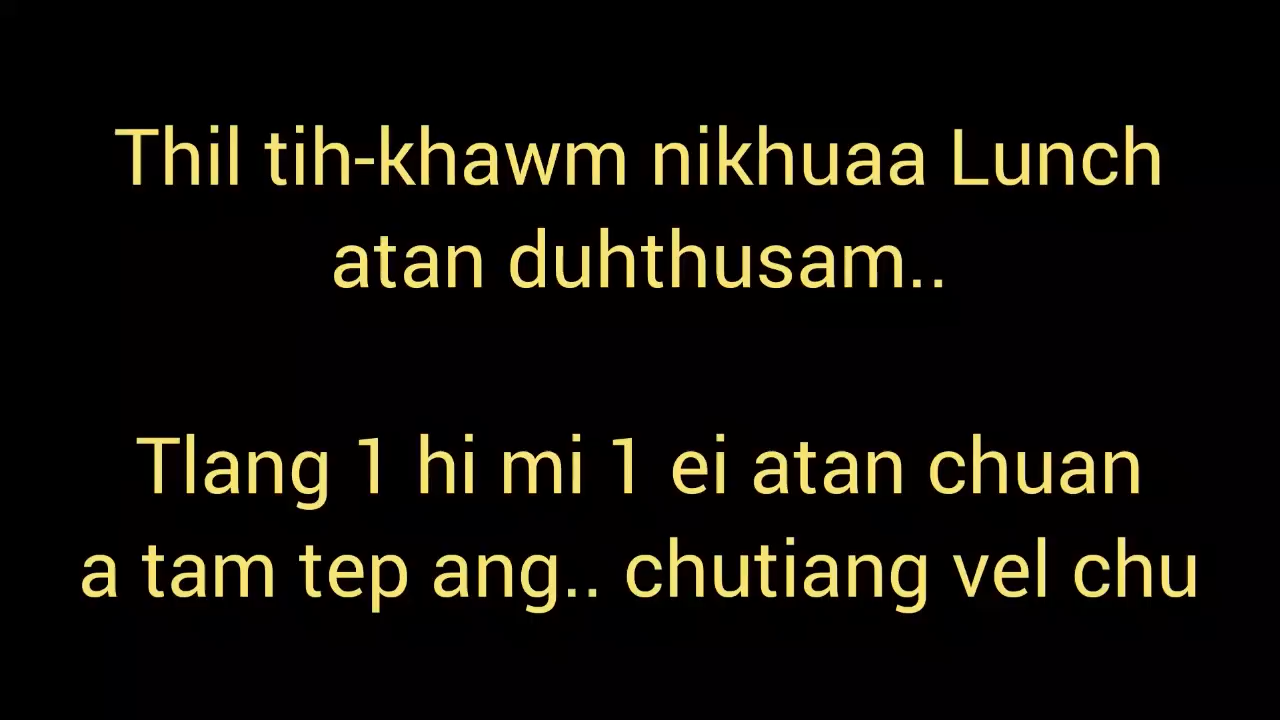 Thil tih-khawm nikhuaa Lunch
atan duhthusam..
Tlang 1 hi mi 1 ei atan chuan
a tam tep ang.. chutiang vel chu